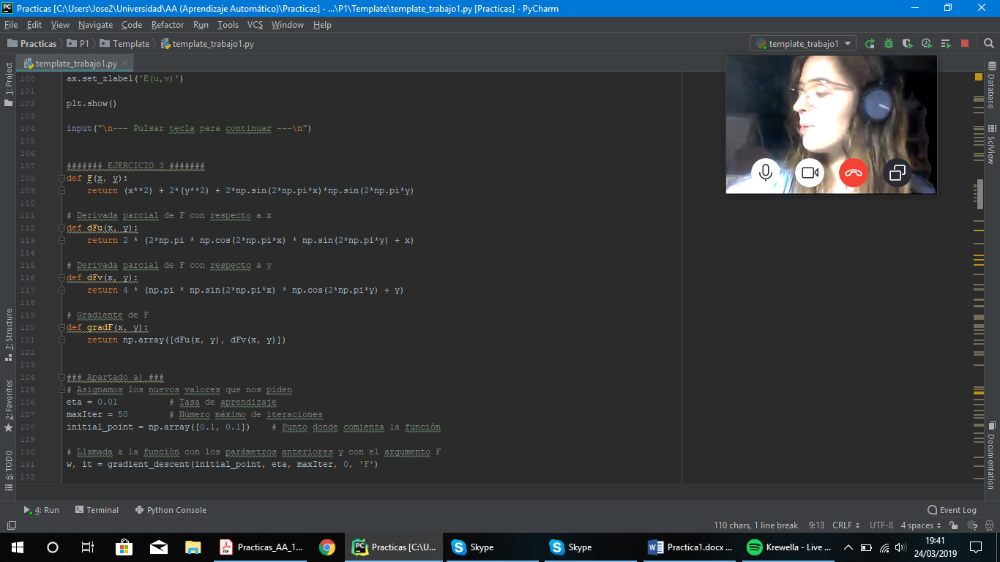 Practicas [C:\Users\Jose2\Universidad\AA (Aprendizaje Automático)\Practicas] - ...\P1\Template\template_trabajo1.py [Practicas] - PyCharm
File Edit View Navigate Code Refactor Run Tools VCS Window Help
Practicas P1 Template template_trabajo1.py template_trabajo1
template_trabajo1.py
1: Project
7: Structure
2: Favorites
6: TODO
100 ax.set_zlabel('E(u,v)')
101
102 plt.show()
103
104 input("\n--- Pulsar tecla para continuar ---\n")
105
106
107 ####### EJERCICIO 3 #######
108 def F(x, y):
109 return (x**2) + 2*(y**2) + 2*np.sin(2*np.pi*x)*np.sin(2*np.pi*y)
110
111 # Derivada parcial de F con respecto a x
112 def dFu(x, y):
113 return 2 * (2*np.pi * np.cos(2*np.pi*x) * np.sin(2*np.pi*y) + x)
114
115 # Derivada parcial de F con respecto a y
116 def dFv(x, y):
117 return 4 * (np.pi * np.sin(2*np.pi*x) * np.cos(2*np.pi*y) + y)
118
119 # Gradiente de F
120 def gradF(x, y):
121 return np.array([dFu(x, y), dFv(x, y)])
122
123
124 ### Apartado a) ###
125 # Asignamos los nuevos valores que nos piden
126 eta = 0.01 # Tasa de aprendizaje
127 maxIter = 50 # Número máximo de iteraciones
128 initial_point = np.array([0.1, 0.1]) # Punto donde comienza la función
129
130 # Llamada a la función con los parámetros anteriores y con el argumento F
131 w, it = gradient_descent(initial_point, eta, maxIter, 0, 'F')
132
Database
SciView
Documentation
4: Run Terminal Python Console Event Log
110 chars, 1 line break 9:13 CRLF UTF-8 4 spaces
Practicas_AA_1... Practicas [C:\U... Skype Skype Practica1.docx ... Krewella - Live ... 19:41
24/03/2019